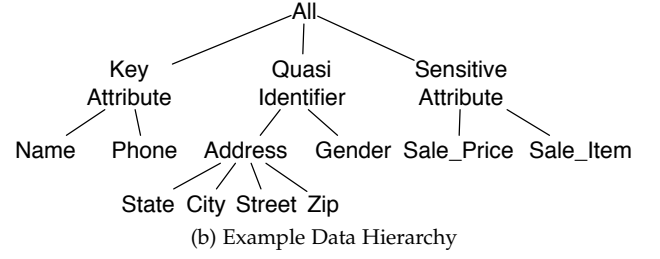 All
Key Quasi Sensitive
Attribute Identifier Attribute
Name Phone Address Gender Sale_Price Sale_Item
State City Street Zip
(b) Example Data Hierarchy